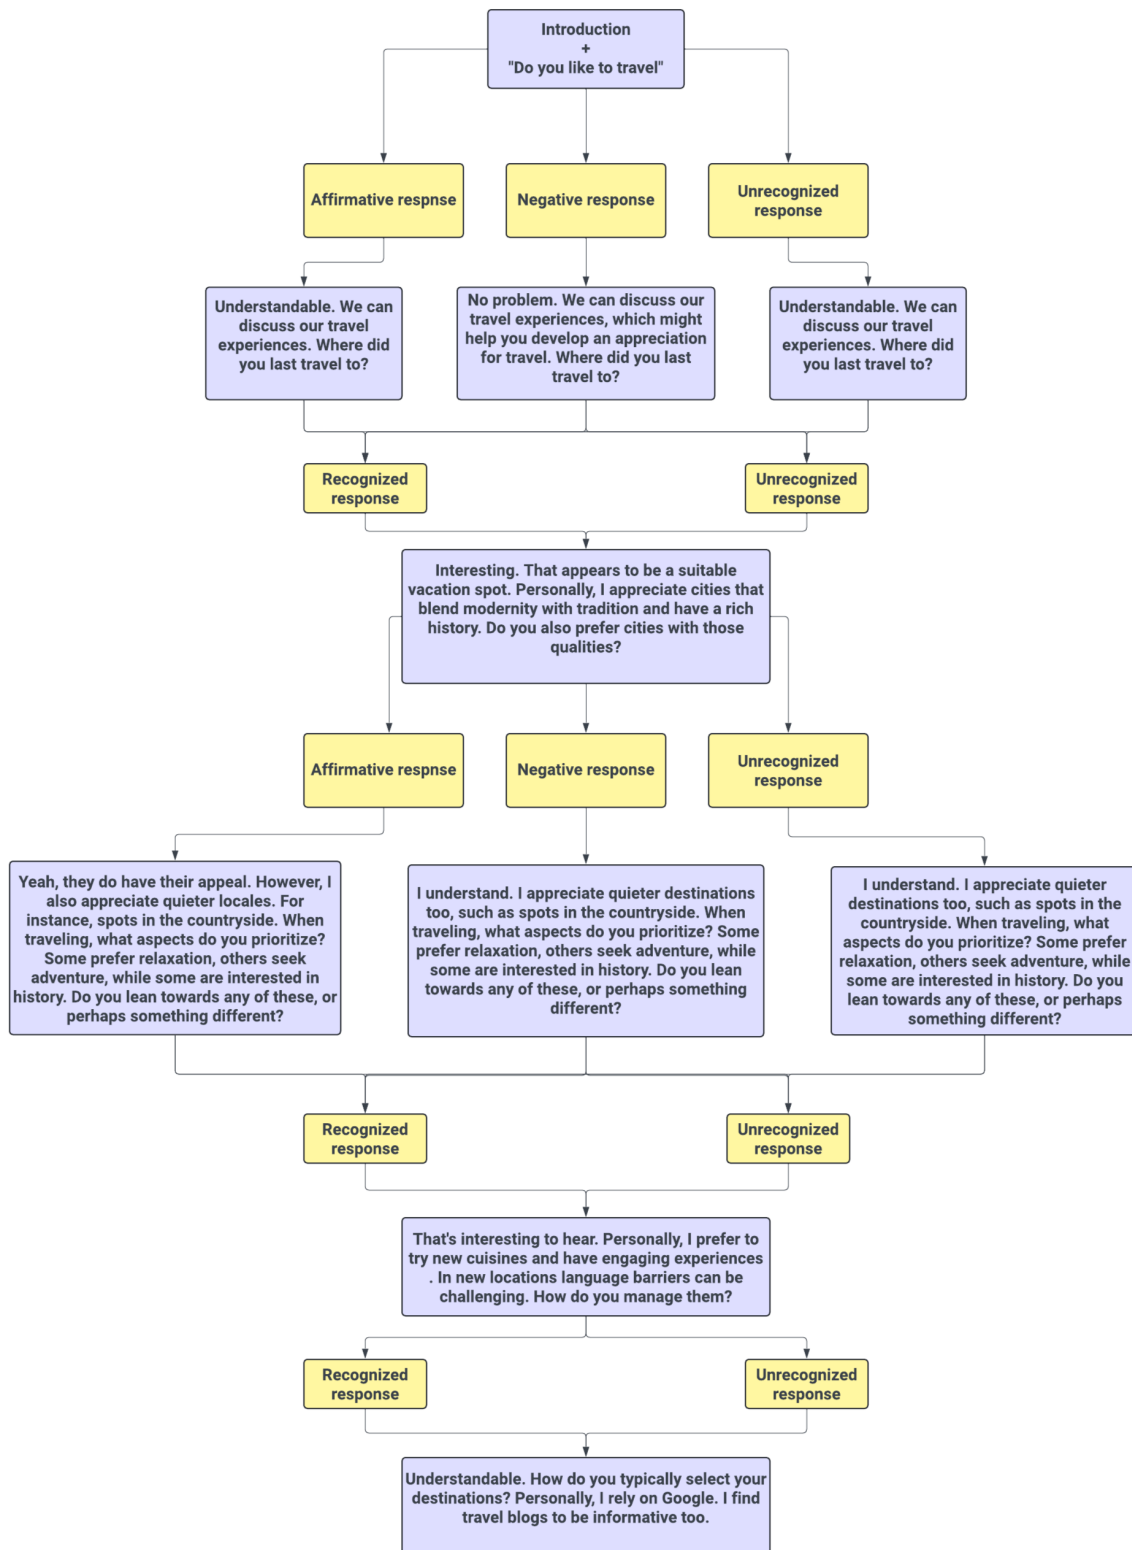 Introduction
+
"Do you like to travel"
Affirmative respnse
Negative response
Unrecognized
response
Understandable. We can
discuss our travel
experiences. Where did
you last travel to?
No problem. We can discuss our
travel experiences, which might
help you develop an appreciation
for travel. Where did you last
travel to?
Understandable. We can
discuss our travel
experiences. Where did
you last travel to?
Recognized
response
Unrecognized
response
Interesting. That appears to be a suitable
vacation spot. Personally, I appreciate cities that
blend modernity with tradition and have a rich
history. Do you also prefer cities with those
qualities?
Affirmative respnse
Negative response
Unrecognized
response
Yeah, they do have their appeal. However, I
also appreciate quieter locales. For
instance, spots in the countryside. When
traveling, what aspects do you prioritize?
Some prefer relaxation, others seek
adventure, while some are interested in
history. Do you lean towards any of these, or
perhaps something different?
I understand. I appreciate quieter destinations
too, such as spots in the countryside. When
traveling, what aspects do you prioritize? Some
prefer relaxation, others seek adventure, while
some are interested in history. Do you lean
towards any of these, or perhaps something
different?
I understand. I appreciate quieter
destinations too, such as spots in the
countryside. When traveling, what
aspects do you prioritize? Some prefer
relaxation, others seek adventure, while
some are interested in history. Do you
lean towards any of these, or perhaps
something different?
Recognized
response
Unrecognized
response
That's interesting to hear. Personally, I prefer to
try new cuisines and have engaging experiences
. In new locations language barriers can be
challenging. How do you manage them?
Recognized
response
Unrecognized
response
Understandable. How do you typically select your
destinations? Personally, I rely on Google. I find
travel blogs to be informative too.